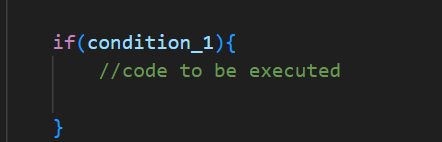 if(condition_1){
//code to be executed
}